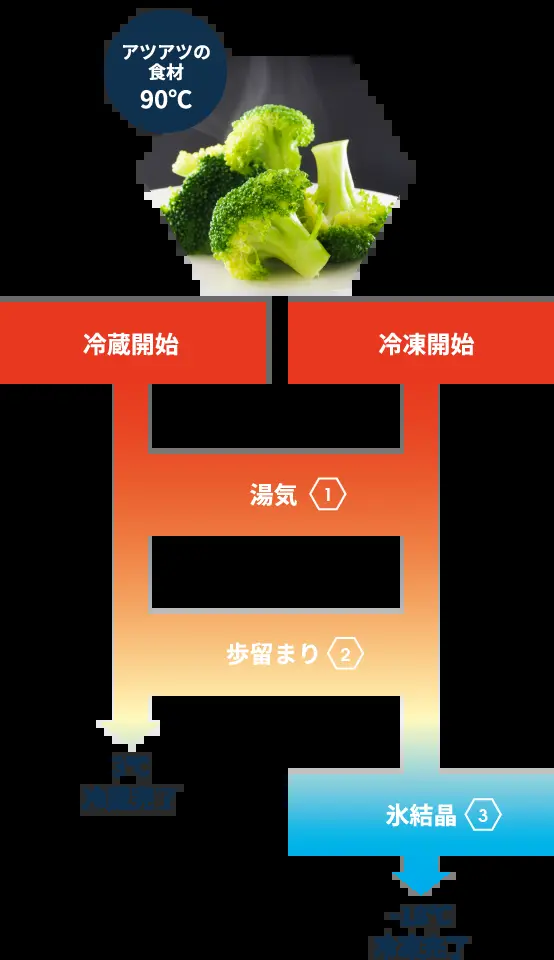 アツアツの
食材
90℃
冷蔵開始
冷凍開始
湯気 1
歩留まり 2
3℃
冷蔵完了
氷結晶 3
-18℃
冷凍完了